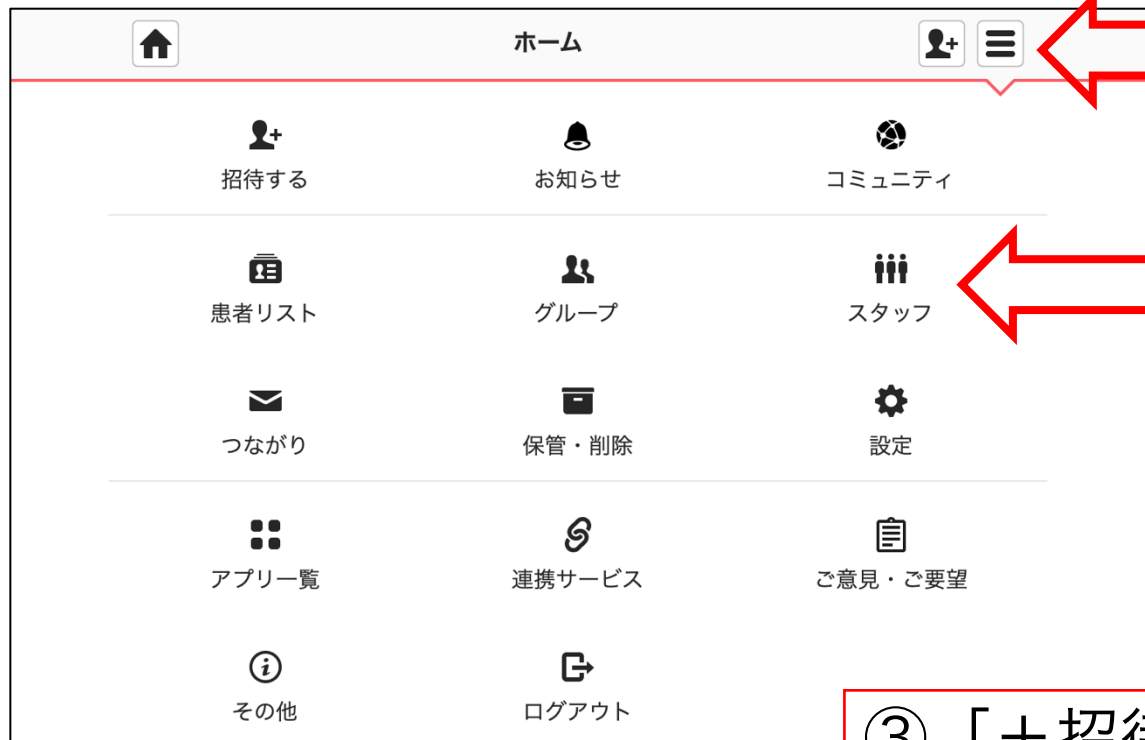 ホーム
招待する
お知らせ
コミュニティ
患者リスト
グループ
スタッフ
つながり
保管・削除
設定
アプリ一覧
連携サービス
ご意見・ご要望
その他
ログアウト
③「＋招